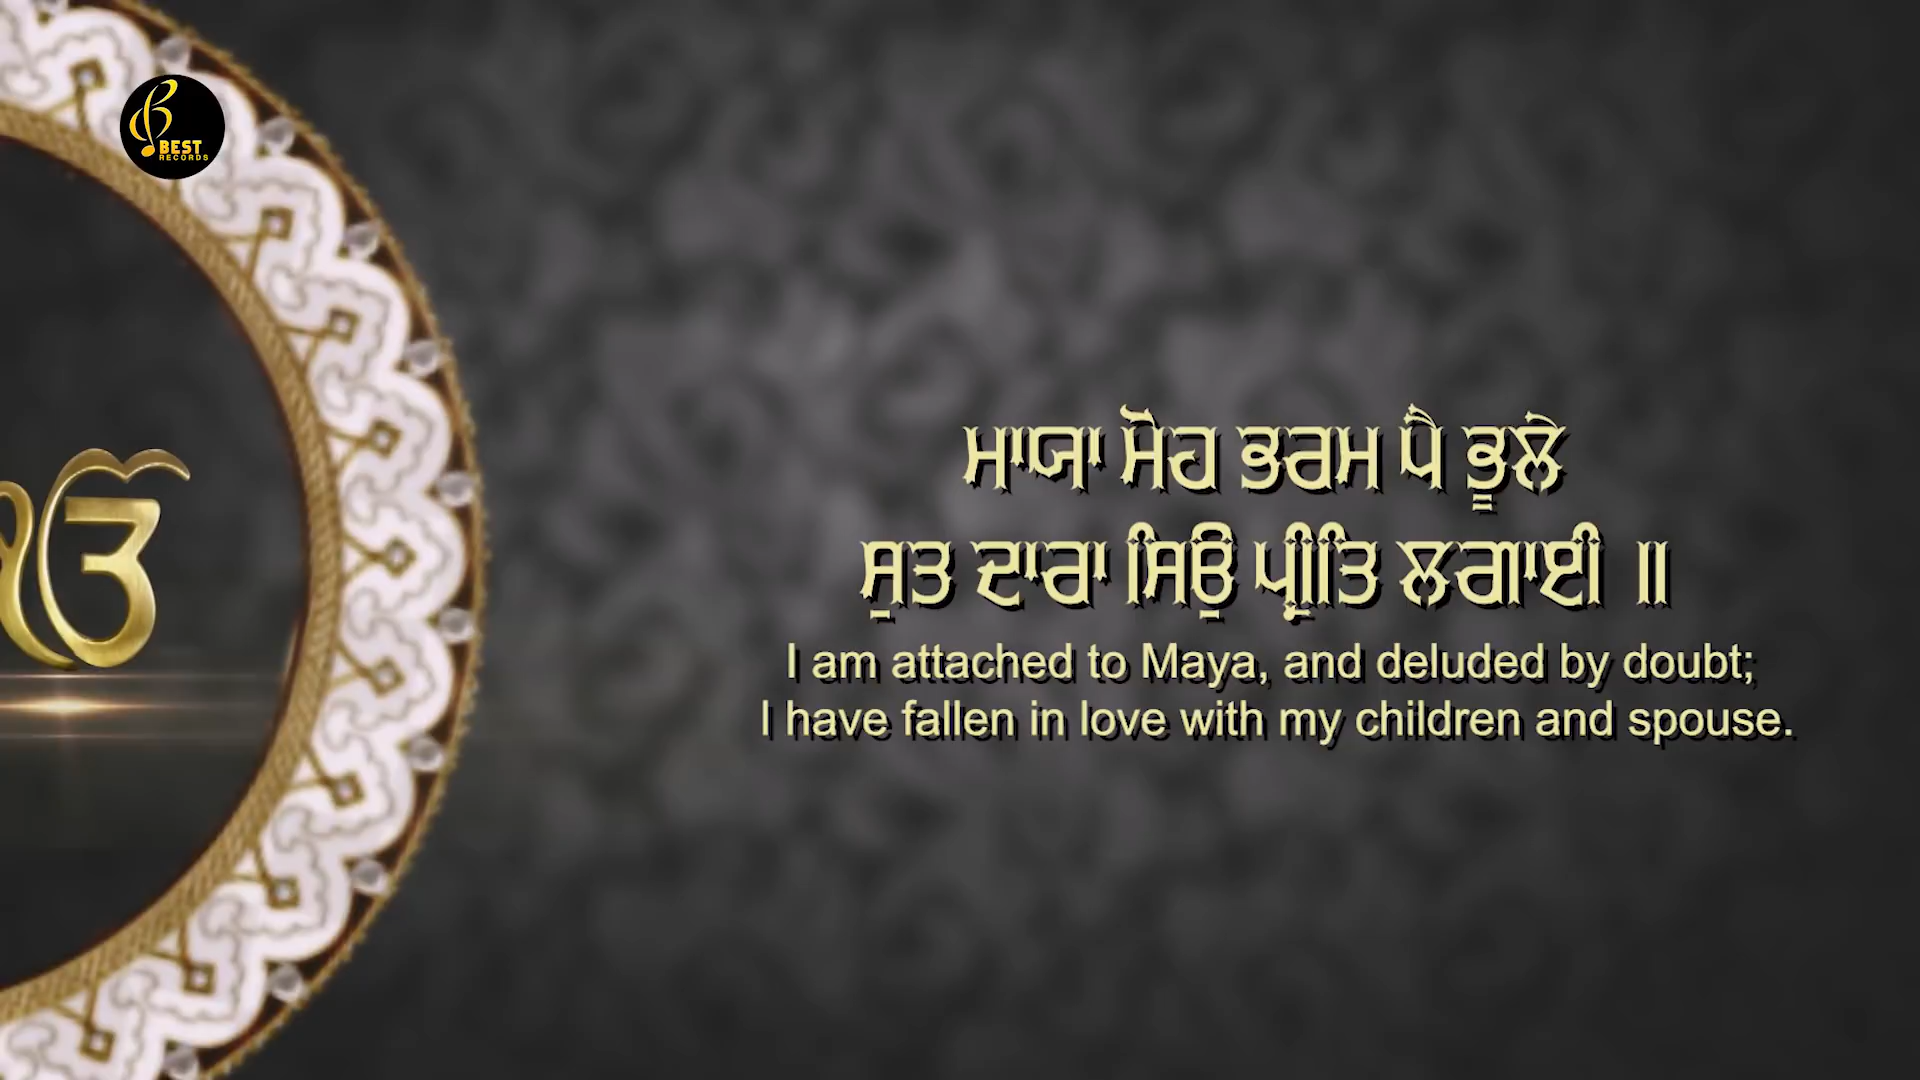 BEST
RECORDS
ੴ
ਮਾਯਾ ਮੋਹ ਭਰਮ ਪੈ ਭੂਲੇ
ਸੁਤ ਦਾਰਾ ਸਿਉ ਪ੍ਰੀਤਿ ਲਗਾਈ ॥
I am attached to Maya, and deluded by doubt;
I have fallen in love with my children and spouse.